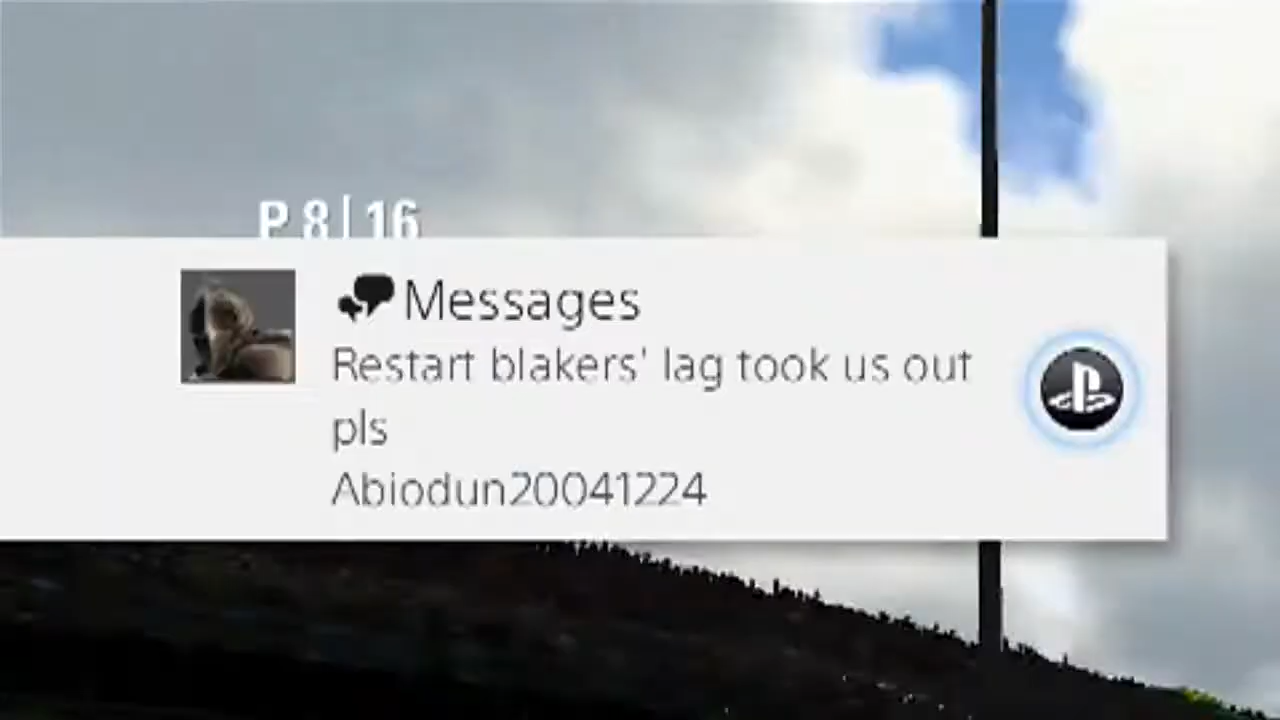 P 8|16
Messages
Restart blakers' lag took us out
pls
Abiodun20041224